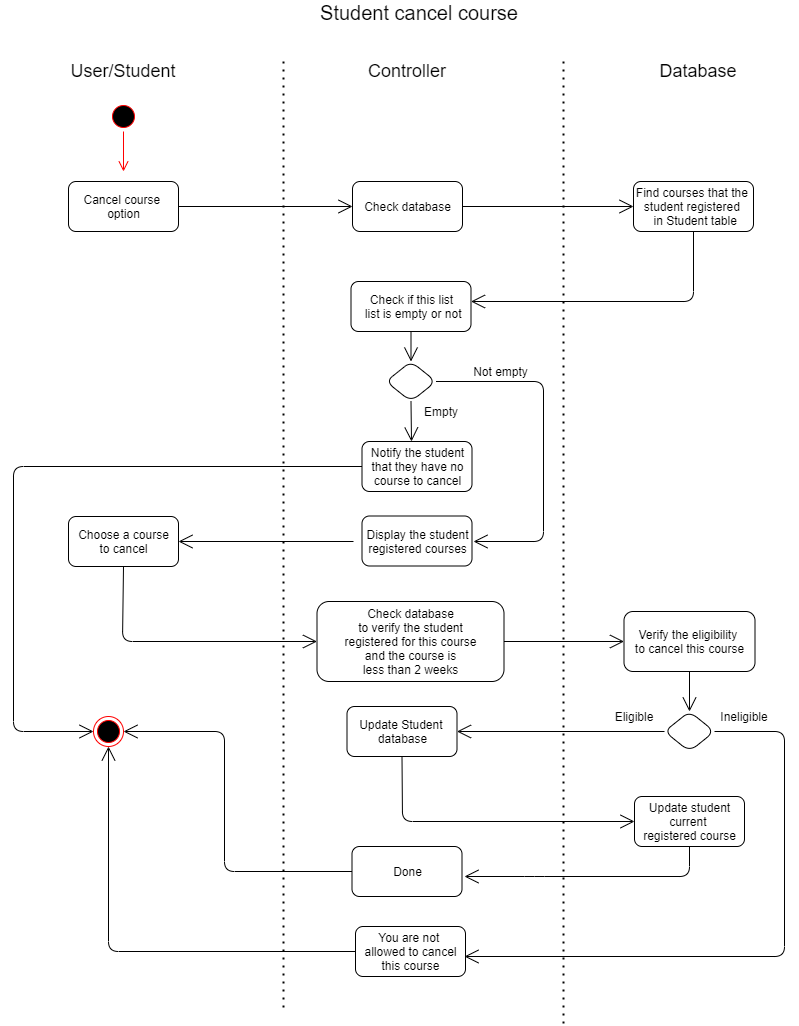 Student cancel course
User/Student
Controller
Database
Cancel course
option
Check database
Find courses that the
student registered
in Student table
Check if this list
list is empty or not
Not empty
Empty
Notify the student
that they have no
course to cancel
Choose a course
to cancel
Display the student
registered courses
Check database
to verify the student
registered for this course
and the course is
less than 2 weeks
Verify the eligibility
to cancel this course
Eligible
Ineligible
Update Student
database
Update student
current
registered course
Done
You are not
allowed to cancel
this course